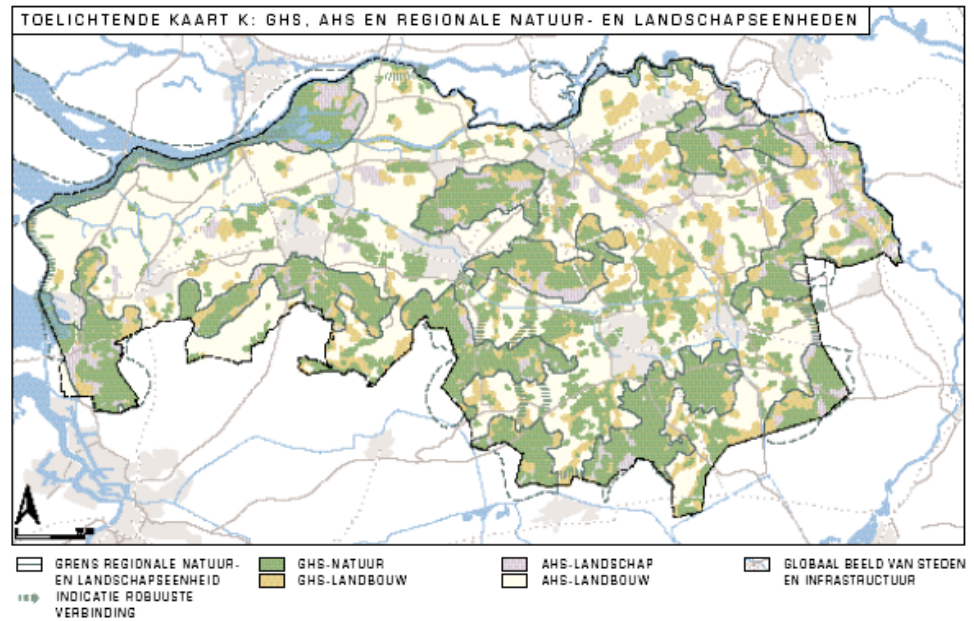 TOELICHTENDE KAART K: GHS, AHS EN REGIONALE NATUUR- EN LANDSCHAPSEENHEDEN
GRENS REGIONALE NATUUR-
EN LANDSCHAPSEENHEID
INDICATIE ROBUUSTE
VERBINDING
GHS-NATUUR
GHS-LANDBOUW
AHS-LANDSCHAP
AHS-LANDBOUW
GLOBAAL BEELD VAN STEDEN
EN INFRASTRUCTUUR